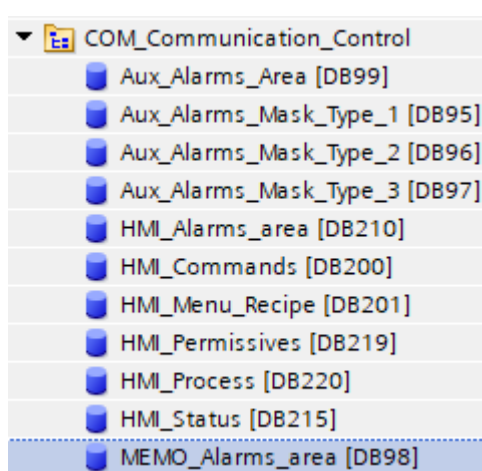 COM_Communication_Control
Aux_Alarms_Area [DB99]
Aux_Alarms_Mask_Type_1 [DB95]
Aux_Alarms_Mask_Type_2 [DB96]
Aux_Alarms_Mask_Type_3 [DB97]
HMI_Alarms_area [DB210]
HMI_Commands [DB200]
HMI_Menu_Recipe [DB201]
HMI_Permissives [DB219]
HMI_Process [DB220]
HMI_Status [DB215]
MEMO_Alarms_area [DB98]